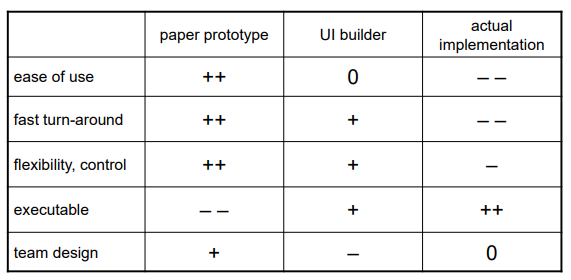 paper prototype UI builder actual implementation
ease of use ++ 0 – –
fast turn-around ++ + – –
flexibility, control ++ + –
executable – – + ++
team design + – 0